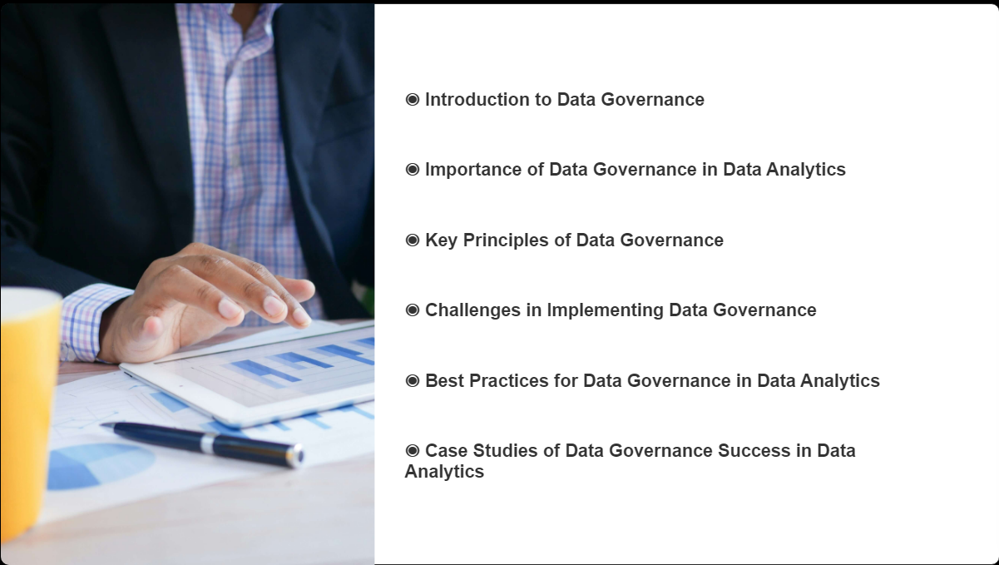 ◉ Introduction to Data Governance
◉ Importance of Data Governance in Data Analytics
◉ Key Principles of Data Governance
◉ Challenges in Implementing Data Governance
◉ Best Practices for Data Governance in Data Analytics
◉ Case Studies of Data Governance Success in Data
Analytics